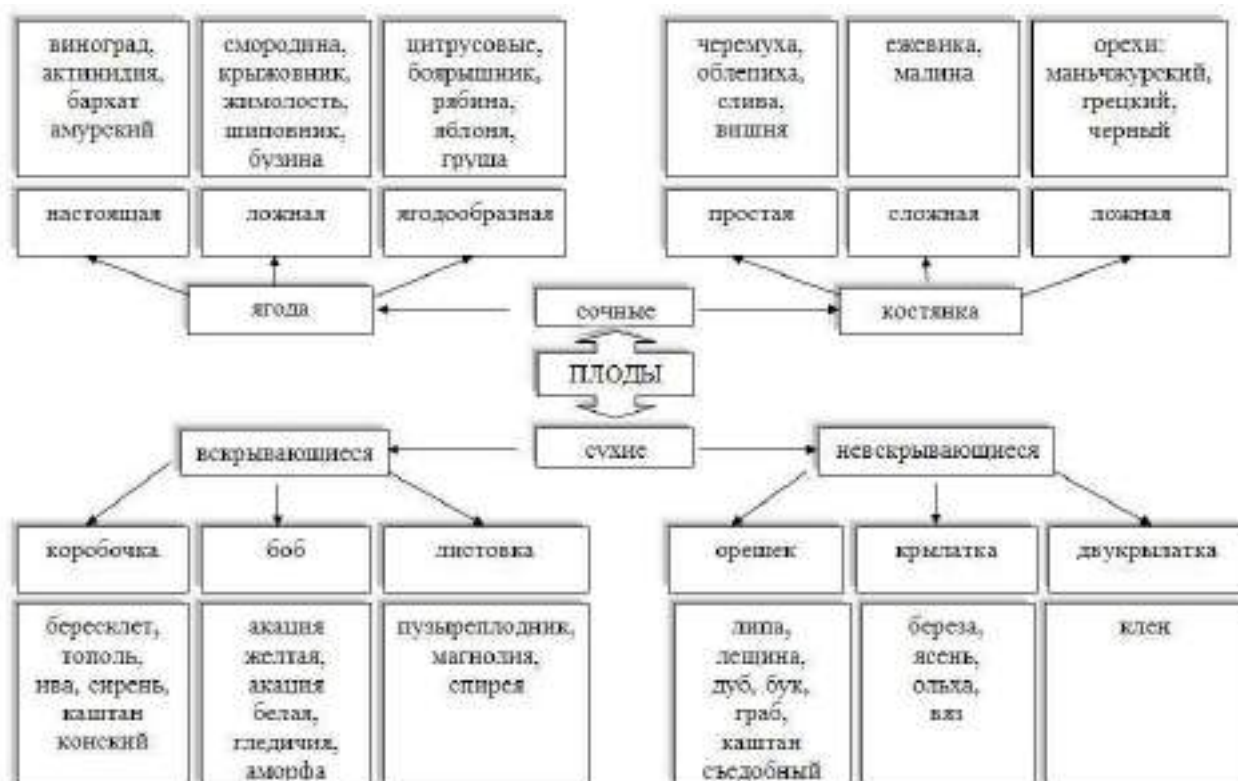 виноград,
актинидия,
бархат
амурский
смородина,
крыжовник,
жимолость,
шиповник,
бузина
цитрусовые,
боярышник,
рябина,
яблоня,
груша
черемуха,
облепиха,
слива,
вишня
ежевика,
малина
орехи:
маньчжурский,
грецкий,
черный
настоящая
ложная
ягодообразная
простая
сложная
ложная
ягода
сочные
костянка
ПЛОДЫ
вскрывающиеся
сухие
невскрывающиеся
коробочка
боб
листовка
орешек
крылатка
двукрылатка
бересклет,
тополь,
ива, сирень,
каштан
конский
акация
желтая,
акация
белая,
гледичия,
аморфа
пузыреплодник,
магнолия,
спирея
липа,
лещина,
дуб, бук,
граб,
каштан
съедобный
береза,
ясень,
ольха,
вяз
клен